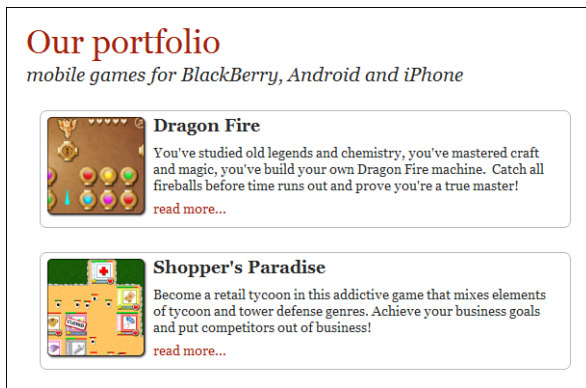 Our portfolio
mobile games for BlackBerry, Android and iPhone
Dragon Fire
You've studied old legends and chemistry, you've mastered craft
and magic, you've build your own Dragon Fire machine.  Catch all
fireballs before time runs out and prove you're a true master!
read more...
Shopper's Paradise
Become a retail tycoon in this addictive game that mixes elements
of tycoon and tower defense genres. Achieve your business goals
and put competitors out of business!
read more...